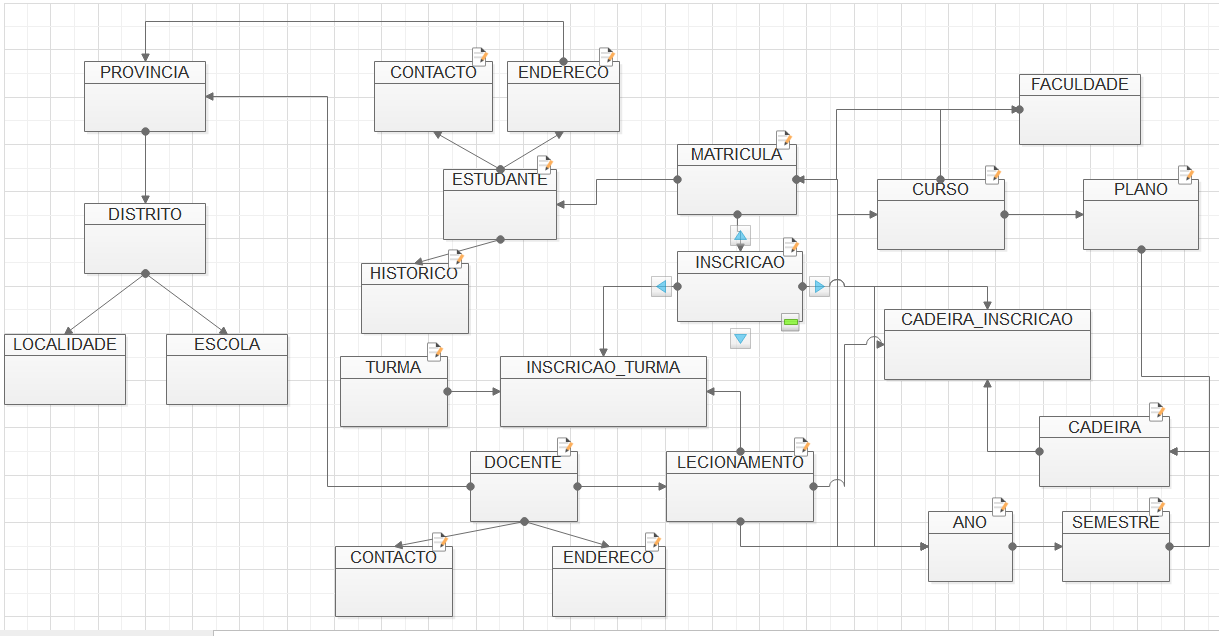 PROVINCIA
CONTACTO
ENDERECO
FACULDADE
MATRICULA
ESTUDANTE
CURSO
PLANO
DISTRITO
INSCRICAO
HISTORICO
CADEIRA_INSCRICAO
LOCALIDADE
ESCOLA
TURMA
INSCRICAO_TURMA
CADEIRA
DOCENTE
LECIONAMENTO
ANO
SEMESTRE
CONTACTO
ENDERECO